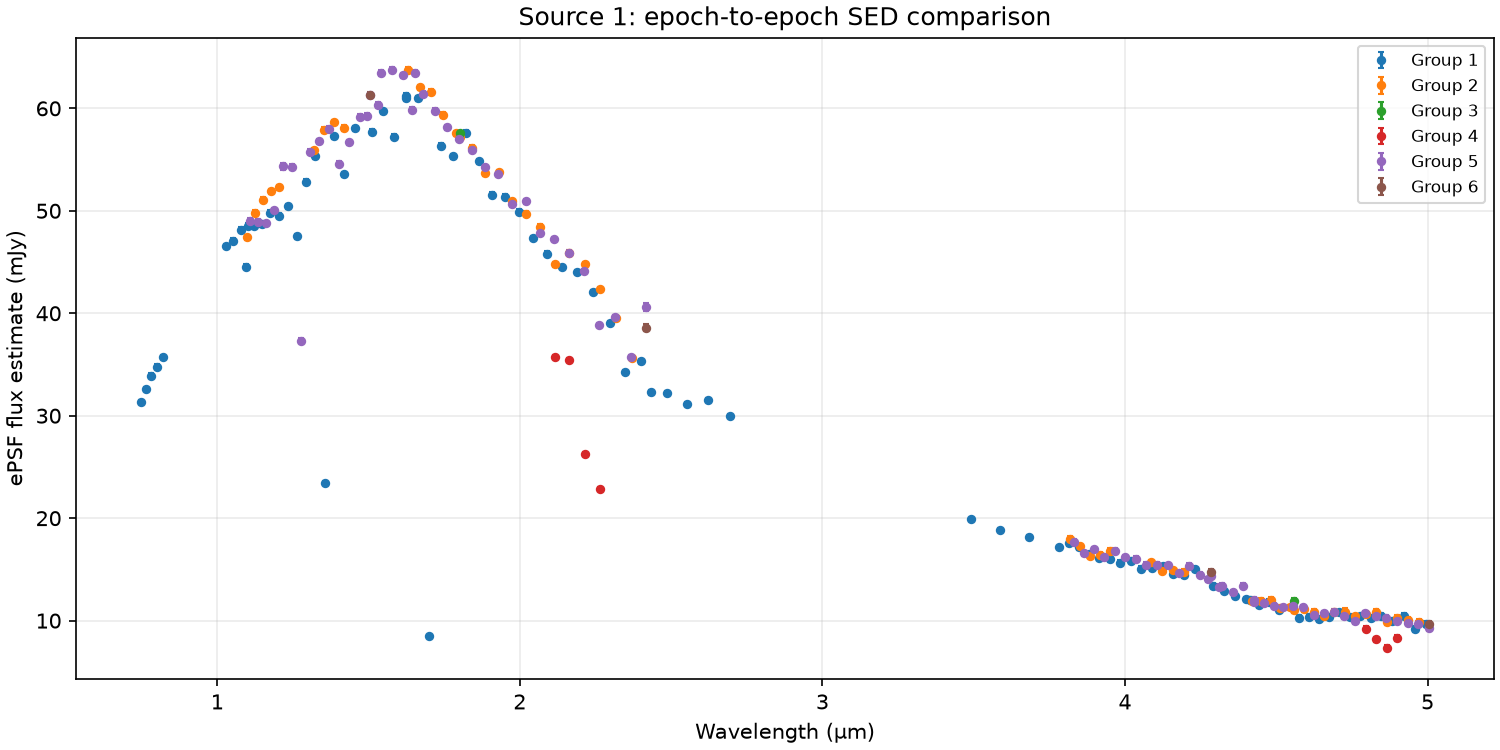 Source 1: epoch-to-epoch SED comparison
ePSF flux estimate (mJy)
60
50
40
30
20
10
1
2
3
4
5
Wavelength (μm)
Group 1
Group 2
Group 3
Group 4
Group 5
Group 6